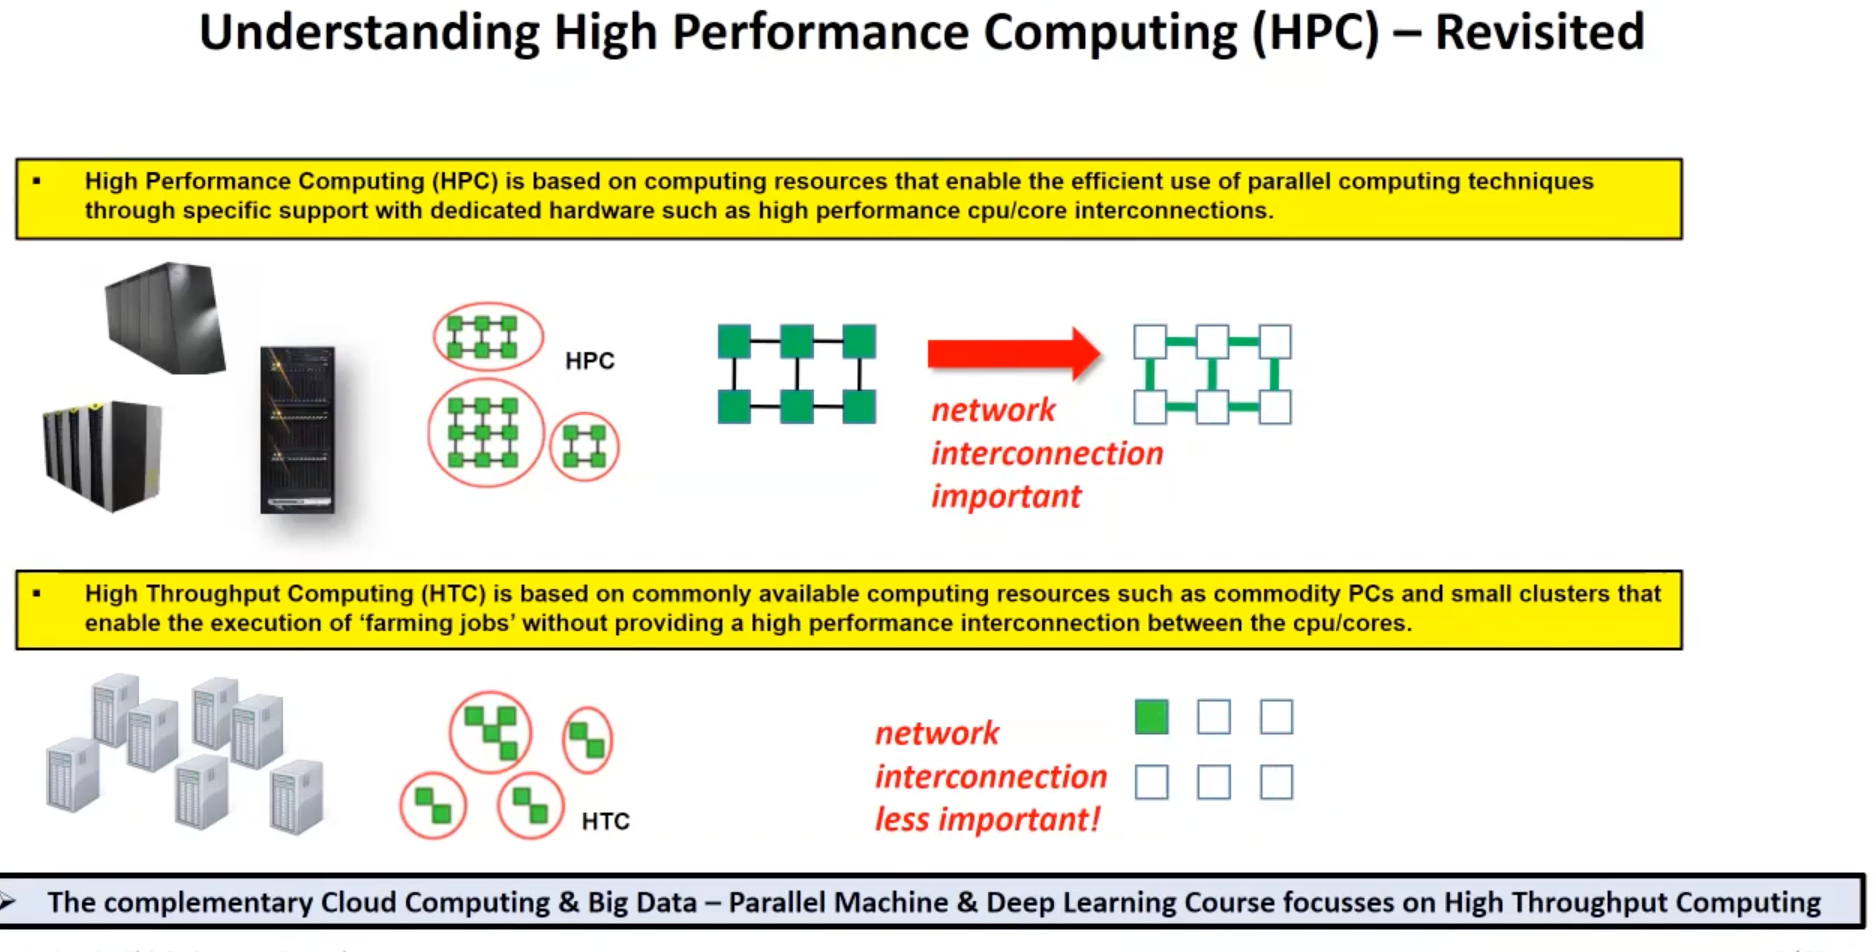 Understanding High Performance Computing (HPC) – Revisited
▪ High Performance Computing (HPC) is based on computing resources that enable the efficient use of parallel computing techniques
through specific support with dedicated hardware such as high performance cpu/core interconnections.
HPC
network
interconnection
important
▪ High Throughput Computing (HTC) is based on commonly available computing resources such as commodity PCs and small clusters that
enable the execution of ‘farming jobs’ without providing a high performance interconnection between the cpu/cores.
HTC
network
interconnection
less important!
➢ The complementary Cloud Computing & Big Data – Parallel Machine & Deep Learning Course focusses on High Throughput Computing